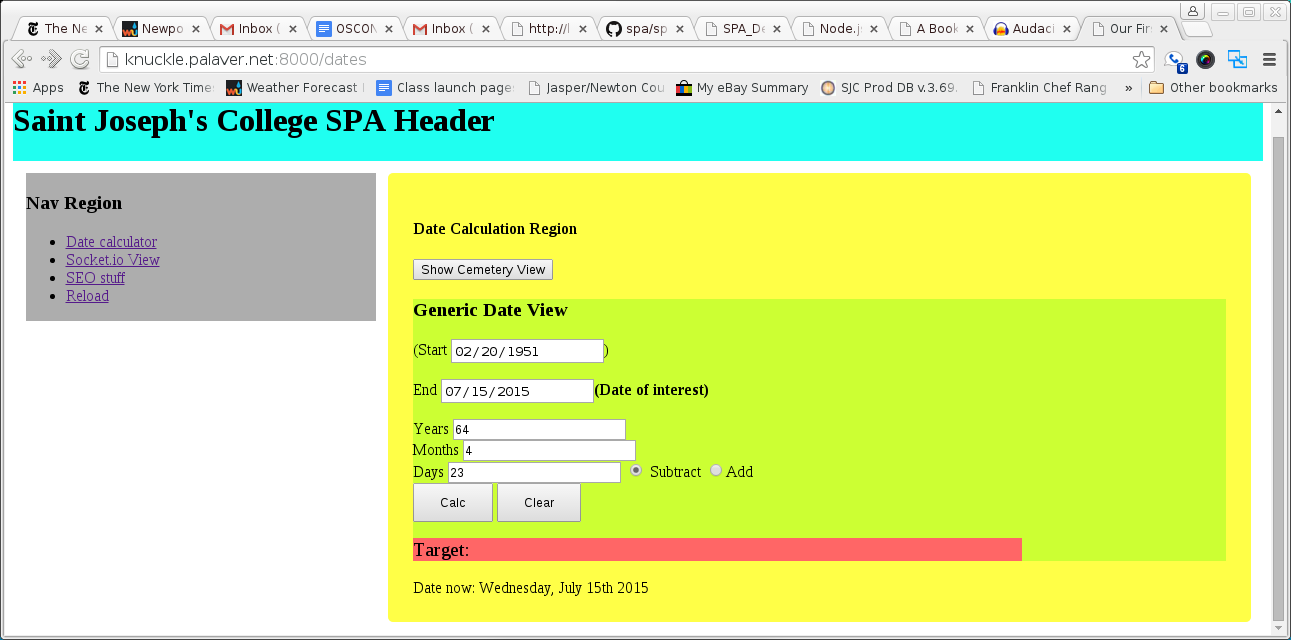 The Ne
Newpo
Inbox (
OSCON
Inbox (
http://l
spa/sp
SPA_De
Node.j
A Book
Audaci
Our Fir
knuckle.palaver.net:8000/dates
6
Apps
The New York Time
Weather Forecast
Class launch page
Jasper/Newton Cou
My eBay Summary
SJC Prod DB v.3.69.
Franklin Chef Rang
»
Other bookmarks
Saint Joseph's College SPA Header
Nav Region
Date calculator
Socket.io View
SEO stuff
Reload
Date Calculation Region
Show Cemetery View
Generic Date View
(Start 02/20/1951 )
End 07/15/2015 (Date of interest)
Years 64
Months 4
Days 23 Subtract Add
Calc Clear
Target:
Date now: Wednesday, July 15th 2015